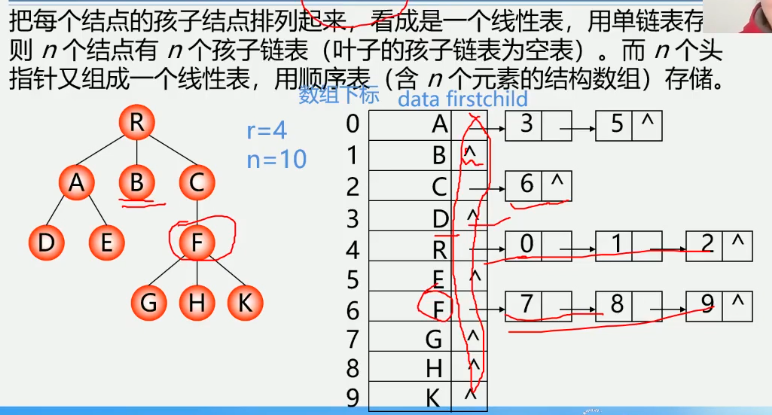 把每个结点的孩子结点排列起来，看成是一个线性表，用单链表存
则 n 个结点有 n 个孩子链表（叶子的孩子链表为空表）。而 n 个头
指针又组成一个线性表，用顺序表（含 n 个元素的结构数组）存储。
数组下标 data firstchild
r=4
n=10
R
A B C
D E F
G H K
0 A 3 5 ^
1 B ^
2 C 6 ^
3 D ^
4 R 0 1 2 ^
5 E ^
6 F 7 8 9 ^
7 G ^
8 H ^
9 K ^